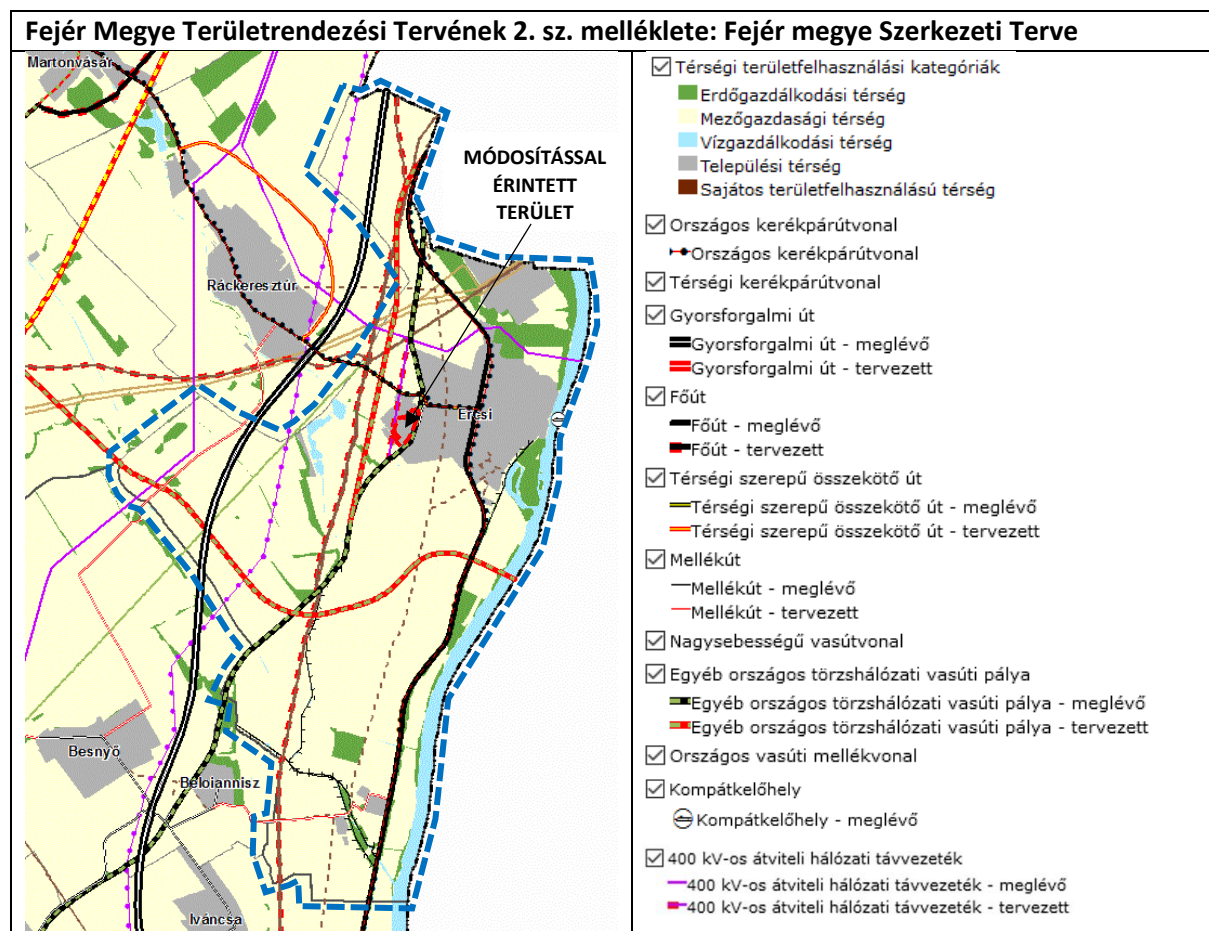 Fejér Megye Területrendezési Tervének 2. sz. melléklete: Fejér megye Szerkezeti Terve
Martonvásár
MÓDOSÍTÁSSAL
ÉRINTETT
TERÜLET
Ráckeresztúr
Ercsi
Besnyő
Beloiannisz
Iváncsa
Térségi területfelhasználási kategóriák
Erdőgazdálkodási térség
Mezőgazdasági térség
Vízgazdálkodási térség
Települési térség
Sajátos területfelhasználású térség
Országos kerékpárútvonal
Országos kerékpárútvonal
Térségi kerékpárútvonal
Gyorsforgalmi út
Gyorsforgalmi út - meglévő
Gyorsforgalmi út - tervezett
Főút
Főút - meglévő
Főút - tervezett
Térségi szerepű összekötő út
Térségi szerepű összekötő út - meglévő
Térségi szerepű összekötő út - tervezett
Mellékút
Mellékút - meglévő
Mellékút - tervezett
Nagysebességű vasútvonal
Egyéb országos törzshálózati vasúti pálya
Egyéb országos törzshálózati vasúti pálya - meglévő
Egyéb országos törzshálózati vasúti pálya - tervezett
Országos vasúti mellékvonal
Kompátkelőhely
Kompátkelőhely - meglévő
400 kV-os átviteli hálózati távvezeték
400 kV-os átviteli hálózati távvezeték - meglévő
400 kV-os átviteli hálózati távvezeték - tervezett